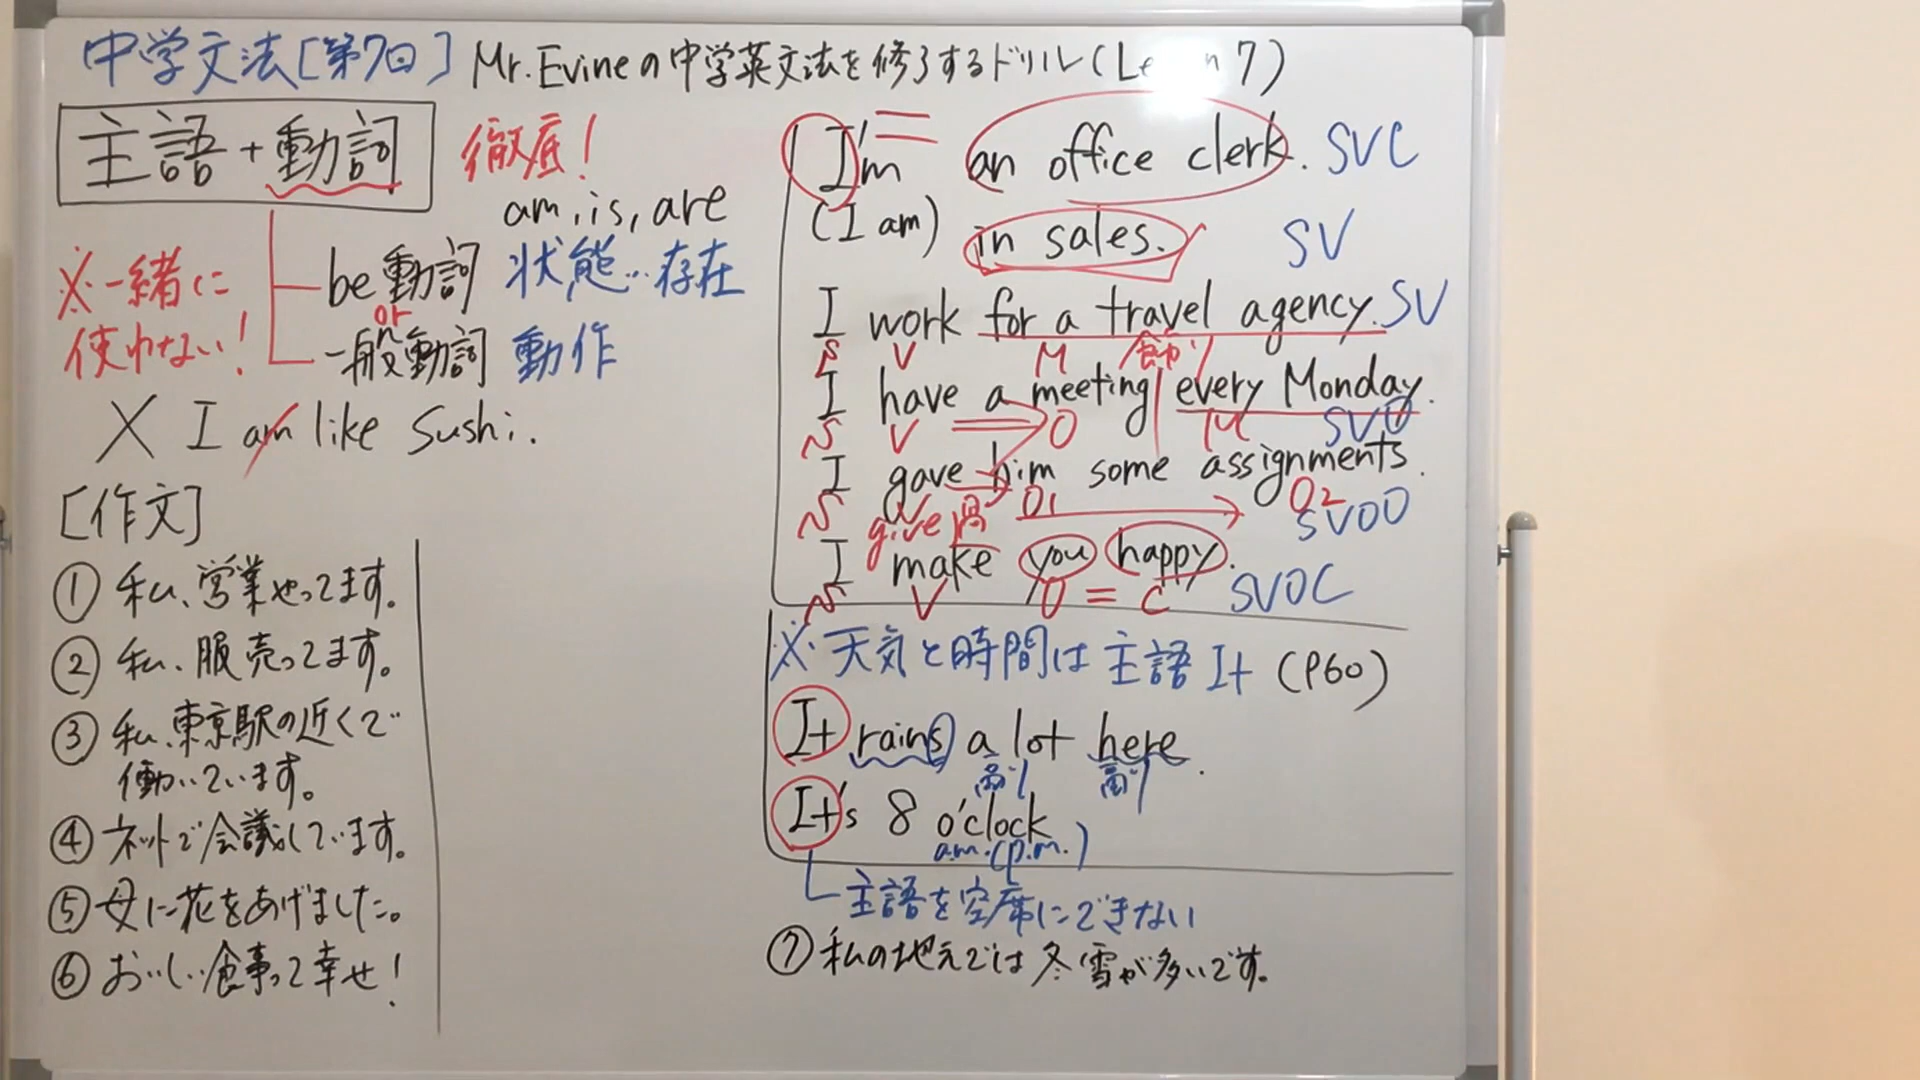 中学文法[第7回] Mr.Evineの中学英文法を修了するドリル(Le n 7)
主語+動詞 徹底!
am, is, are
※一緒に使わない!
be動詞 状態…存在
or
一般動詞 動作
X I am like sushi.
[作文]
① 私、営業やってます。
② 私、服売ってます。
③ 私、東京駅の近くで
働いています。
④ ネットで会議しています。
⑤ 母に花をあげました。
⑥ おいしい食事って幸せ!
I'm an office clerk. SVC
(I am) in sales. SV
I work for a travel agency. SV
S V M 飾り
I have a meeting every Monday.
S V O M SVO
I gave him some assignments.
S V give 過 O1 O2 SVOO
I make you happy.
S V O = C SVOC
※天気と時間は主語It (P60)
It rains a lot here.
副 副
It's 8 o'clock
a.m.(p.m.)
主語を空席にできない
⑦ 私の地元では冬雪が多いです。